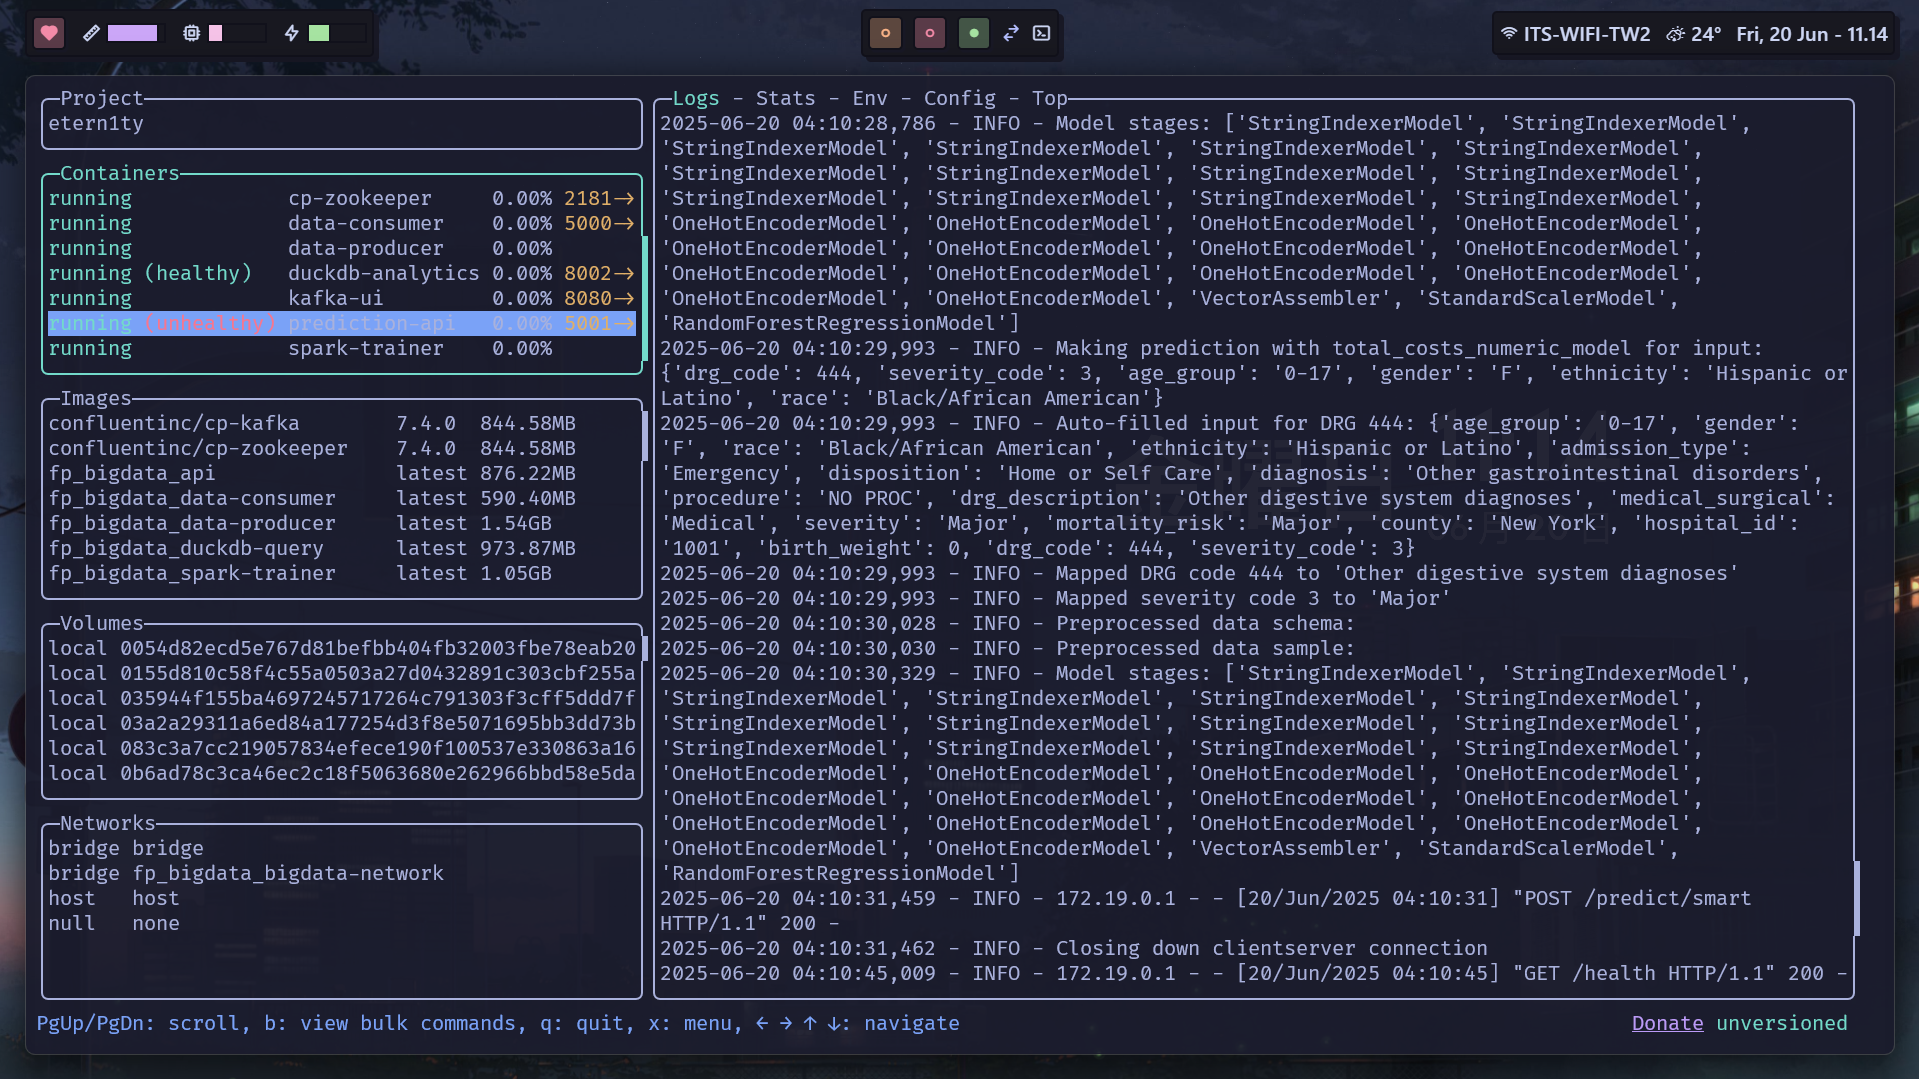 ITS-WIFI-TW2 24° Fri, 20 Jun - 11.14
Project
etern1ty
Containers
running cp-zookeeper 0.00% 2181→
running data-consumer 0.00% 5000→
running data-producer 0.00%
running (healthy) duckdb-analytics 0.00% 8002→
running kafka-ui 0.00% 8080→
running (unhealthy) prediction-api 0.00% 5001→
running spark-trainer 0.00%
Images
confluentinc/cp-kafka 7.4.0 844.58MB
confluentinc/cp-zookeeper 7.4.0 844.58MB
fp_bigdata_api latest 876.22MB
fp_bigdata_data-consumer latest 590.40MB
fp_bigdata_data-producer latest 1.54GB
fp_bigdata_duckdb-query latest 973.87MB
fp_bigdata_spark-trainer latest 1.05GB
Volumes
local 0054d82ecd5e767d81befbb404fb32003fbe78eab20
local 0155d810c58f4c55a0503a27d0432891c303cbf255a
local 035944f155ba4697245717264c791303f3cff5ddd7f
local 03a2a29311a6ed84a177254d3f8e5071695bb3dd73b
local 083c3a7cc219057834efece190f100537e330863a16
local 0b6ad78c3ca46ec2c18f5063680e262966bbd58e5da
Networks
bridge bridge
bridge fp_bigdata_bigdata-network
host host
null none
Logs - Stats - Env - Config - Top
2025-06-20 04:10:28,786 - INFO - Model stages: ['StringIndexerModel', 'StringIndexerModel',
'StringIndexerModel', 'StringIndexerModel', 'StringIndexerModel', 'StringIndexerModel',
'StringIndexerModel', 'StringIndexerModel', 'StringIndexerModel', 'StringIndexerModel',
'StringIndexerModel', 'StringIndexerModel', 'StringIndexerModel', 'StringIndexerModel',
'OneHotEncoderModel', 'OneHotEncoderModel', 'OneHotEncoderModel', 'OneHotEncoderModel',
'OneHotEncoderModel', 'OneHotEncoderModel', 'OneHotEncoderModel', 'OneHotEncoderModel',
'OneHotEncoderModel', 'OneHotEncoderModel', 'OneHotEncoderModel', 'OneHotEncoderModel',
'OneHotEncoderModel', 'OneHotEncoderModel', 'VectorAssembler', 'StandardScalerModel',
'RandomForestRegressionModel']
2025-06-20 04:10:29,993 - INFO - Making prediction with total_costs_numeric_model for input:
{'drg_code': 444, 'severity_code': 3, 'age_group': '0-17', 'gender': 'F', 'ethnicity': 'Hispanic or
Latino', 'race': 'Black/African American'}
2025-06-20 04:10:29,993 - INFO - Auto-filled input for DRG 444: {'age_group': '0-17', 'gender':
'F', 'race': 'Black/African American', 'ethnicity': 'Hispanic or Latino', 'admission_type':
'Emergency', 'disposition': 'Home or Self Care', 'diagnosis': 'Other gastrointestinal disorders',
'procedure': 'NO PROC', 'drg_description': 'Other digestive system diagnoses', 'medical_surgical':
'Medical', 'severity': 'Major', 'mortality_risk': 'Major', 'county': 'New York', 'hospital_id':
'1001', 'birth_weight': 0, 'drg_code': 444, 'severity_code': 3}
2025-06-20 04:10:29,993 - INFO - Mapped DRG code 444 to 'Other digestive system diagnoses'
2025-06-20 04:10:29,993 - INFO - Mapped severity code 3 to 'Major'
2025-06-20 04:10:30,028 - INFO - Preprocessed data schema:
2025-06-20 04:10:30,030 - INFO - Preprocessed data sample:
2025-06-20 04:10:30,329 - INFO - Model stages: ['StringIndexerModel', 'StringIndexerModel',
'StringIndexerModel', 'StringIndexerModel', 'StringIndexerModel', 'StringIndexerModel',
'StringIndexerModel', 'StringIndexerModel', 'StringIndexerModel', 'StringIndexerModel',
'StringIndexerModel', 'StringIndexerModel', 'StringIndexerModel', 'StringIndexerModel',
'OneHotEncoderModel', 'OneHotEncoderModel', 'OneHotEncoderModel', 'OneHotEncoderModel',
'OneHotEncoderModel', 'OneHotEncoderModel', 'OneHotEncoderModel', 'OneHotEncoderModel',
'OneHotEncoderModel', 'OneHotEncoderModel', 'OneHotEncoderModel', 'OneHotEncoderModel',
'OneHotEncoderModel', 'OneHotEncoderModel', 'VectorAssembler', 'StandardScalerModel',
'RandomForestRegressionModel']
2025-06-20 04:10:31,459 - INFO - 172.19.0.1 - - [20/Jun/2025 04:10:31] "POST /predict/smart
HTTP/1.1" 200 -
2025-06-20 04:10:31,462 - INFO - Closing down clientserver connection
2025-06-20 04:10:45,009 - INFO - 172.19.0.1 - - [20/Jun/2025 04:10:45] "GET /health HTTP/1.1" 200 -
PgUp/PgDn: scroll, b: view bulk commands, q: quit, x: menu, ← → ↑ ↓: navigate
Donate unversioned